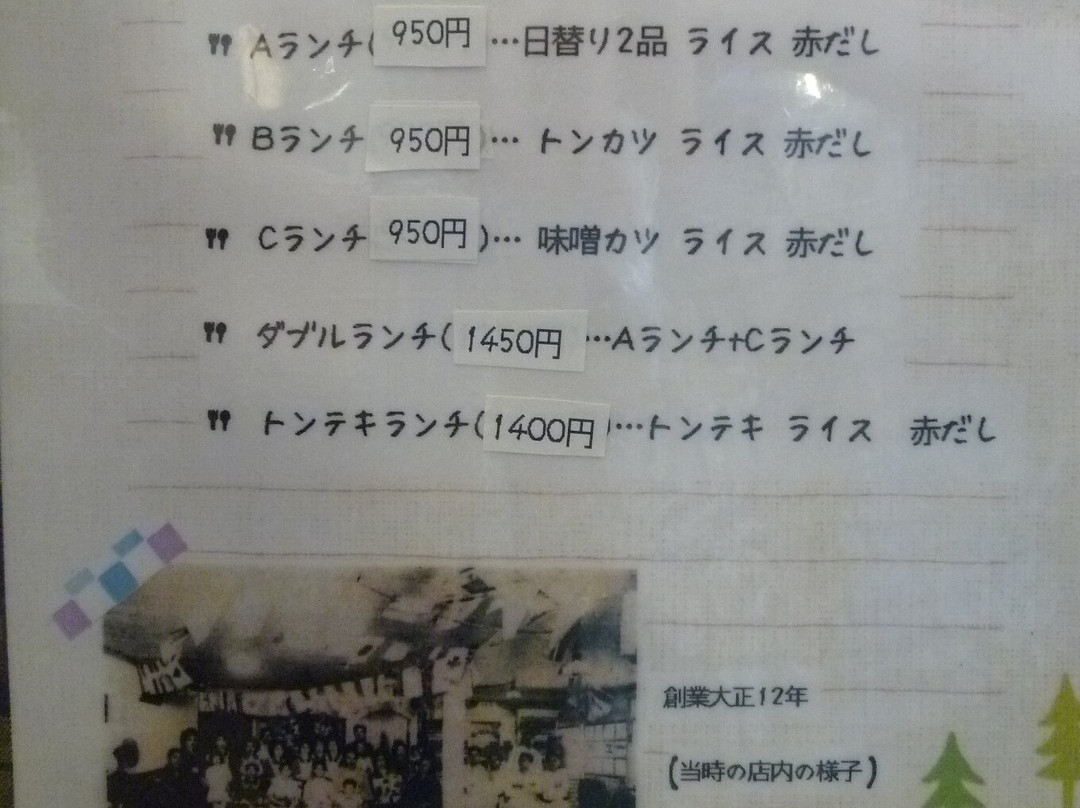 Aランチ(950円…日替り2品 ライス 赤だし
Bランチ 950円)… トンカツ ライス 赤だし
Cランチ 950円)… 味噌カツ ライス 赤だし
ダブルランチ(1450円…Aランチ+Cランチ
トンテキランチ(1400円)…トンテキ ライス 赤だし
創業大正12年
(当時の店内の様子)